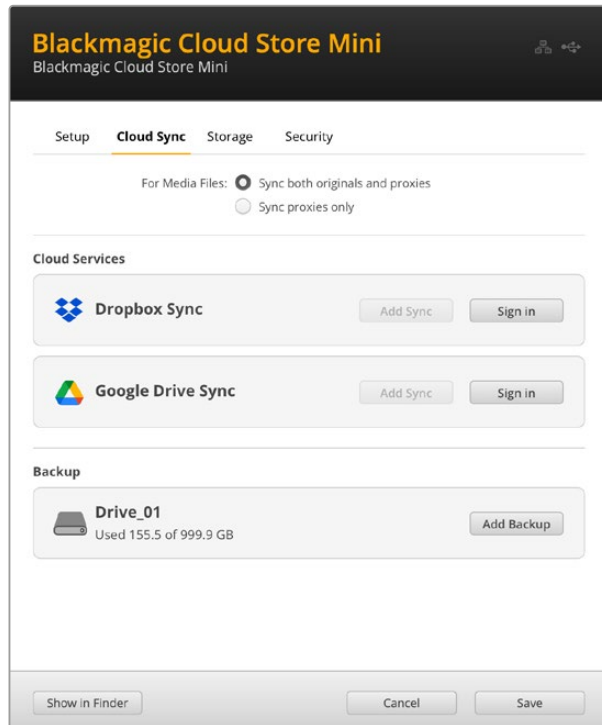 Blackmagic Cloud Store Mini
Blackmagic Cloud Store Mini
Setup Cloud Sync Storage Security
For Media Files: Sync both originals and proxies
Sync proxies only
Cloud Services
Dropbox Sync Add Sync Sign in
Google Drive Sync Add Sync Sign in
Backup
Drive_01
Used 155.5 of 999.9 GB
Add Backup
Show in Finder Cancel Save